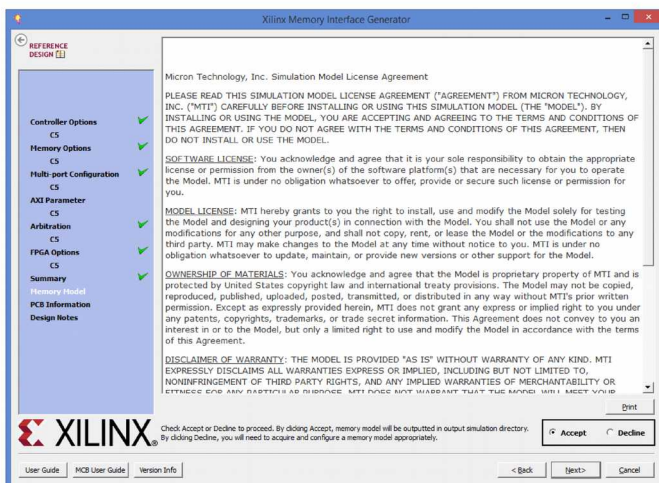 Xilinx Memory Interface Generator
REFERENCE
DESIGN
Controller Options
C5
Memory Options
C5
Multi-port Configuration
C5
AXI Parameter
C5
Arbitration
C5
FPGA Options
C5
Summary
Memory Model
PCB Information
Design Notes
Micron Technology, Inc. Simulation Model License Agreement
PLEASE READ THIS SIMULATION MODEL LICENSE AGREEMENT ("AGREEMENT") FROM MICRON TECHNOLOGY,
INC. ("MTI") CAREFULLY BEFORE INSTALLING OR USING THIS SIMULATION MODEL (THE "MODEL"). BY
INSTALLING OR USING THE MODEL, YOU ARE ACCEPTING AND AGREEING TO THE TERMS AND CONDITIONS OF
THIS AGREEMENT. IF YOU DO NOT AGREE WITH THE TERMS AND CONDITIONS OF THIS AGREEMENT, THEN
DO NOT INSTALL OR USE THE MODEL.
SOFTWARE LICENSE: You acknowledge and agree that it is your sole responsibility to obtain the appropriate
license or permission from the owner(s) of the software platform(s) that are necessary for you to operate
the Model. MTI is under no obligation whatsoever to offer, provide or secure such license or permission for
you.
MODEL LICENSE: MTI hereby grants to you the right to install, use and modify the Model solely for testing
the Model and designing your product(s) in connection with the Model. You shall not use the Model or any
modifications for any other purpose, and shall not copy, rent, or lease the Model or the modifications to any
third party. MTI may make changes to the Model at any time without notice to you. MTI is under no
obligation whatsoever to update, maintain, or provide new versions or other support for the Model.
OWNERSHIP OF MATERIALS: You acknowledge and agree that the Model is proprietary property of MTI and is
protected by United States copyright law and international treaty provisions. The Model may not be copied,
reproduced, published, uploaded, posted, transmitted, or distributed in any way without MTI's prior written
permission. Except as expressly provided herein, MTI does not grant any express or implied right to you under
any patents, copyrights, trademarks, or trade secret information. This Agreement does not convey to you an
interest in or to the Model, but only a limited right to use and modify the Model in accordance with the terms
of this Agreement.
DISCLAIMER OF WARRANTY: THE MODEL IS PROVIDED "AS IS" WITHOUT WARRANTY OF ANY KIND. MTI
EXPRESSLY DISCLAIMS ALL WARRANTIES EXPRESS OR IMPLIED, INCLUDING BUT NOT LIMITED TO,
NONINFRINGEMENT OF THIRD PARTY RIGHTS, AND ANY IMPLIED WARRANTIES OF MERCHANTABILITY OR
FITNESS FOR ANY PARTICULAR PURPOSE. MTI DOES NOT WARRANT THAT THE MODEL WILL MEET YOUR
Print
XILINX®
Check Accept or Decline to proceed. By clicking Accept, memory model will be outputted in output simulation directory.
By clicking Decline, you will need to acquire and configure a memory model appropriately.
Accept Decline
User Guide MCB User Guide Version Info < Back Next> Cancel